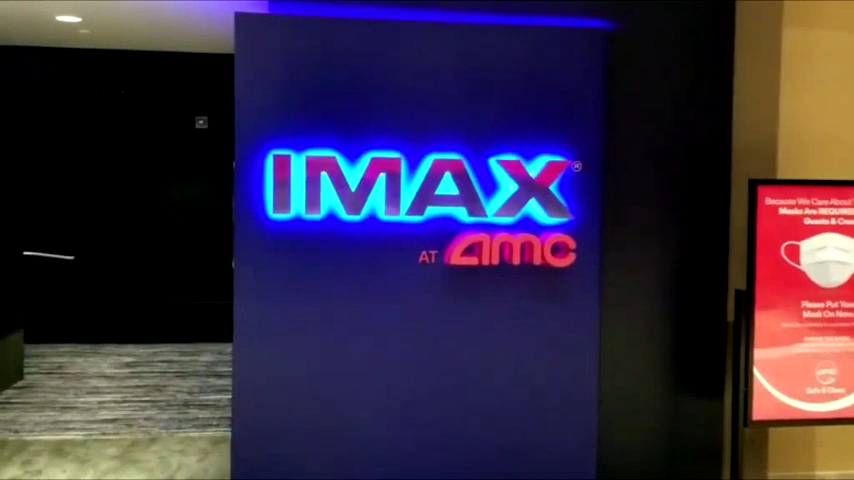 IMAX®
AT AMC
Because We Care About
Masks Are REQUIRED
Guests & Crew
Please Put Your
Mask On Now
amc
Safe & Clean